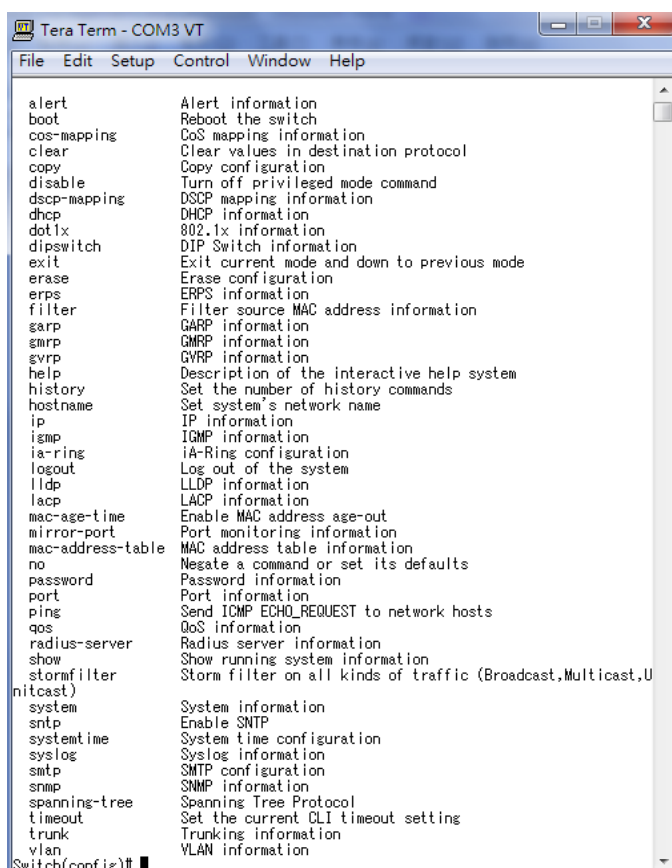 Tera Term - COM3 VT
File Edit Setup Control Window Help
alert Alert information
boot Reboot the switch
cos-mapping CoS mapping information
clear Clear values in destination protocol
copy Copy configuration
disable Turn off privileged mode command
dscp-mapping DSCP mapping information
dhcp DHCP information
dot1x 802.1x information
dipswitch DIP Switch information
exit Exit current mode and down to previous mode
erase Erase configuration
erps ERPS information
filter Filter source MAC address information
garp GARP information
gmrp GMRP information
gvrp GVRP information
help Description of the interactive help system
history Set the number of history commands
hostname Set system's network name
ip IP information
igmp IGMP information
ia-ring iA-Ring configuration
logout Log out of the system
lldp LLDP information
lacp LACP information
mac-age-time Enable MAC address age-out
mirror-port Port monitoring information
mac-address-table MAC address table information
no Negate a command or set its defaults
password Password information
port Port information
ping Send ICMP ECHO_REQUEST to network hosts
qos QoS information
radius-server Radius server information
show Show running system information
stormfilter Storm filter on all kinds of traffic (Broadcast,Multicast,U
nitcast)
system System information
sntp Enable SNTP
systemtime System time configuration
syslog Syslog information
smtp SMTP configuration
snmp SNMP information
spanning-tree Spanning Tree Protocol
timeout Set the current CLI timeout setting
trunk Trunking information
vlan VLAN information
Switch(config)#